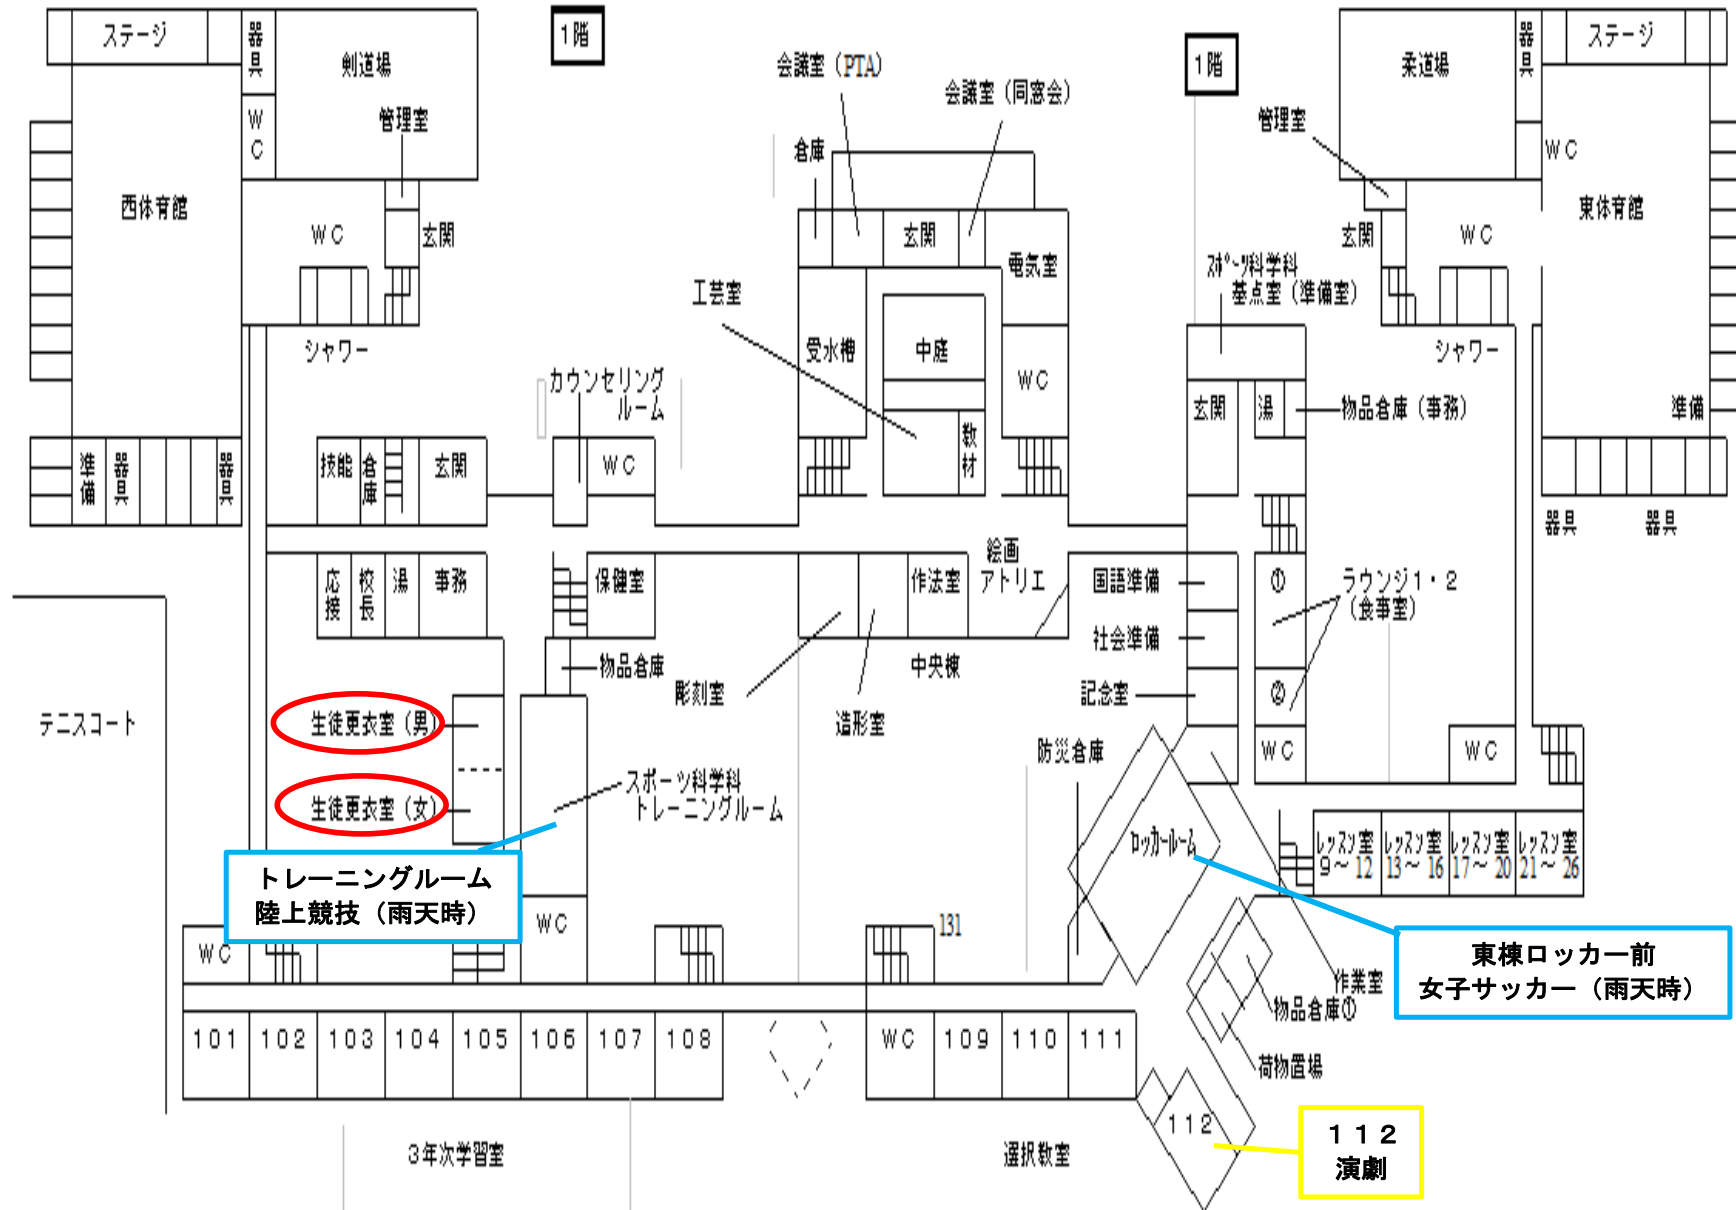 ステージ
器具
剣道場
1階
会議室（PTA）
会議室（同窓会）
1階
柔道場
器具
ステージ
WC
管理室
倉庫
管理室
WC
西体育館
WC
玄関
玄関
電気室
スポーツ科学科
基点室（準備室）
玄関
WC
東体育館
工芸室
シャワー
受水槽
中庭
WC
シャワー
カウンセリング
ルーム
玄関
湯
物品倉庫（事務）
準備
準備
器具
器具
技能
倉庫
玄関
WC
教材
器具
器具
応接
校長
湯
事務
保健室
作法室
絵画
アトリエ
国語準備
①
ラウンジ１・２
（食事室）
社会準備
物品倉庫
彫刻室
中央棟
記念室
②
テニスコート
生徒更衣室（男）
造形室
防災倉庫
WC
WC
生徒更衣室（女）
スポーツ科学科
トレーニングルーム
ロッカールーム
レッスン室
9～12
レッスン室
13～16
レッスン室
17～20
レッスン室
21～26
トレーニングルーム
陸上競技（雨天時）
WC
WC
131
東棟ロッカー前
女子サッカー（雨天時）
作業室
物品倉庫①
荷物置場
101
102
103
104
105
106
107
108
WC
109
110
111
112
１１２
演劇
3年次学習室
選択教室